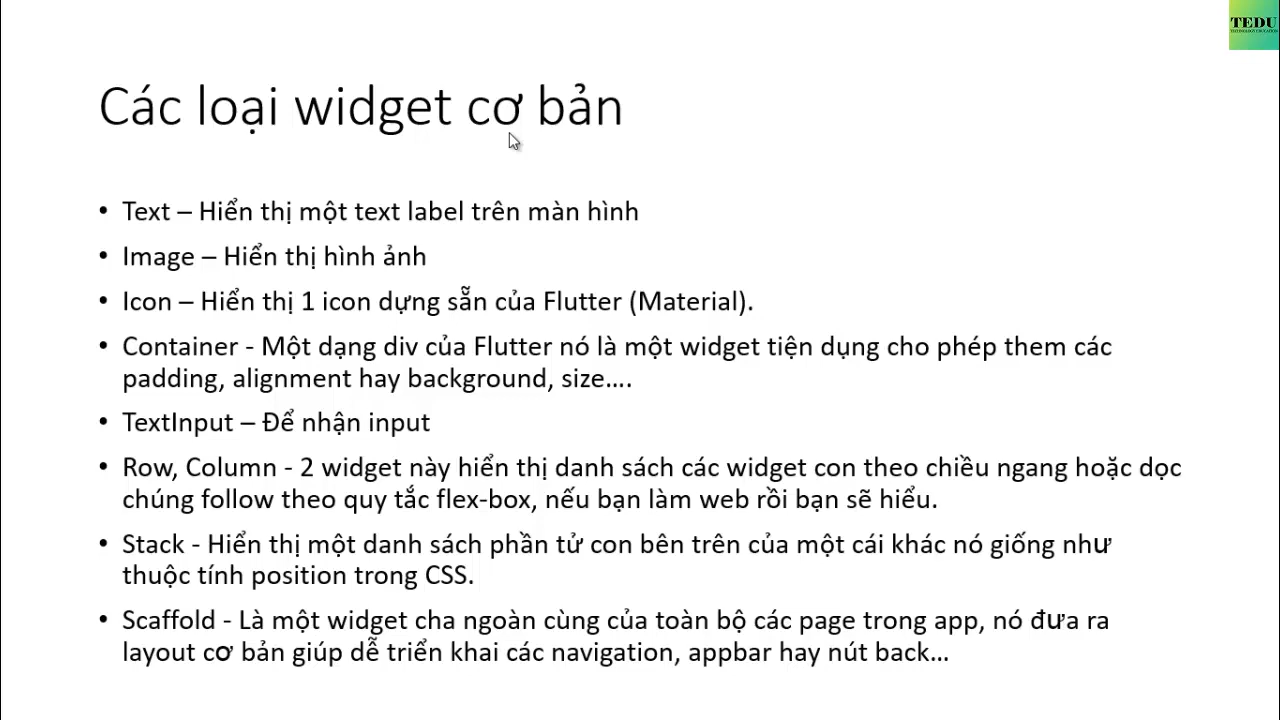 TEDU
Các loại widget cơ bản
• Text – Hiển thị một text label trên màn hình
• Image – Hiển thị hình ảnh
• Icon – Hiển thị 1 icon dựng sẵn của Flutter (Material).
• Container - Một dạng div của Flutter nó là một widget tiện dụng cho phép them các
padding, alignment hay background, size….
• TextInput – Để nhận input
• Row, Column - 2 widget này hiển thị danh sách các widget con theo chiều ngang hoặc dọc
chúng follow theo quy tắc flex-box, nếu bạn làm web rồi bạn sẽ hiểu.
• Stack - Hiển thị một danh sách phần tử con bên trên của một cái khác nó giống như
thuộc tính position trong CSS.
• Scaffold - Là một widget cha ngoàn cùng của toàn bộ các page trong app, nó đưa ra
layout cơ bản giúp dễ triển khai các navigation, appbar hay nút back…